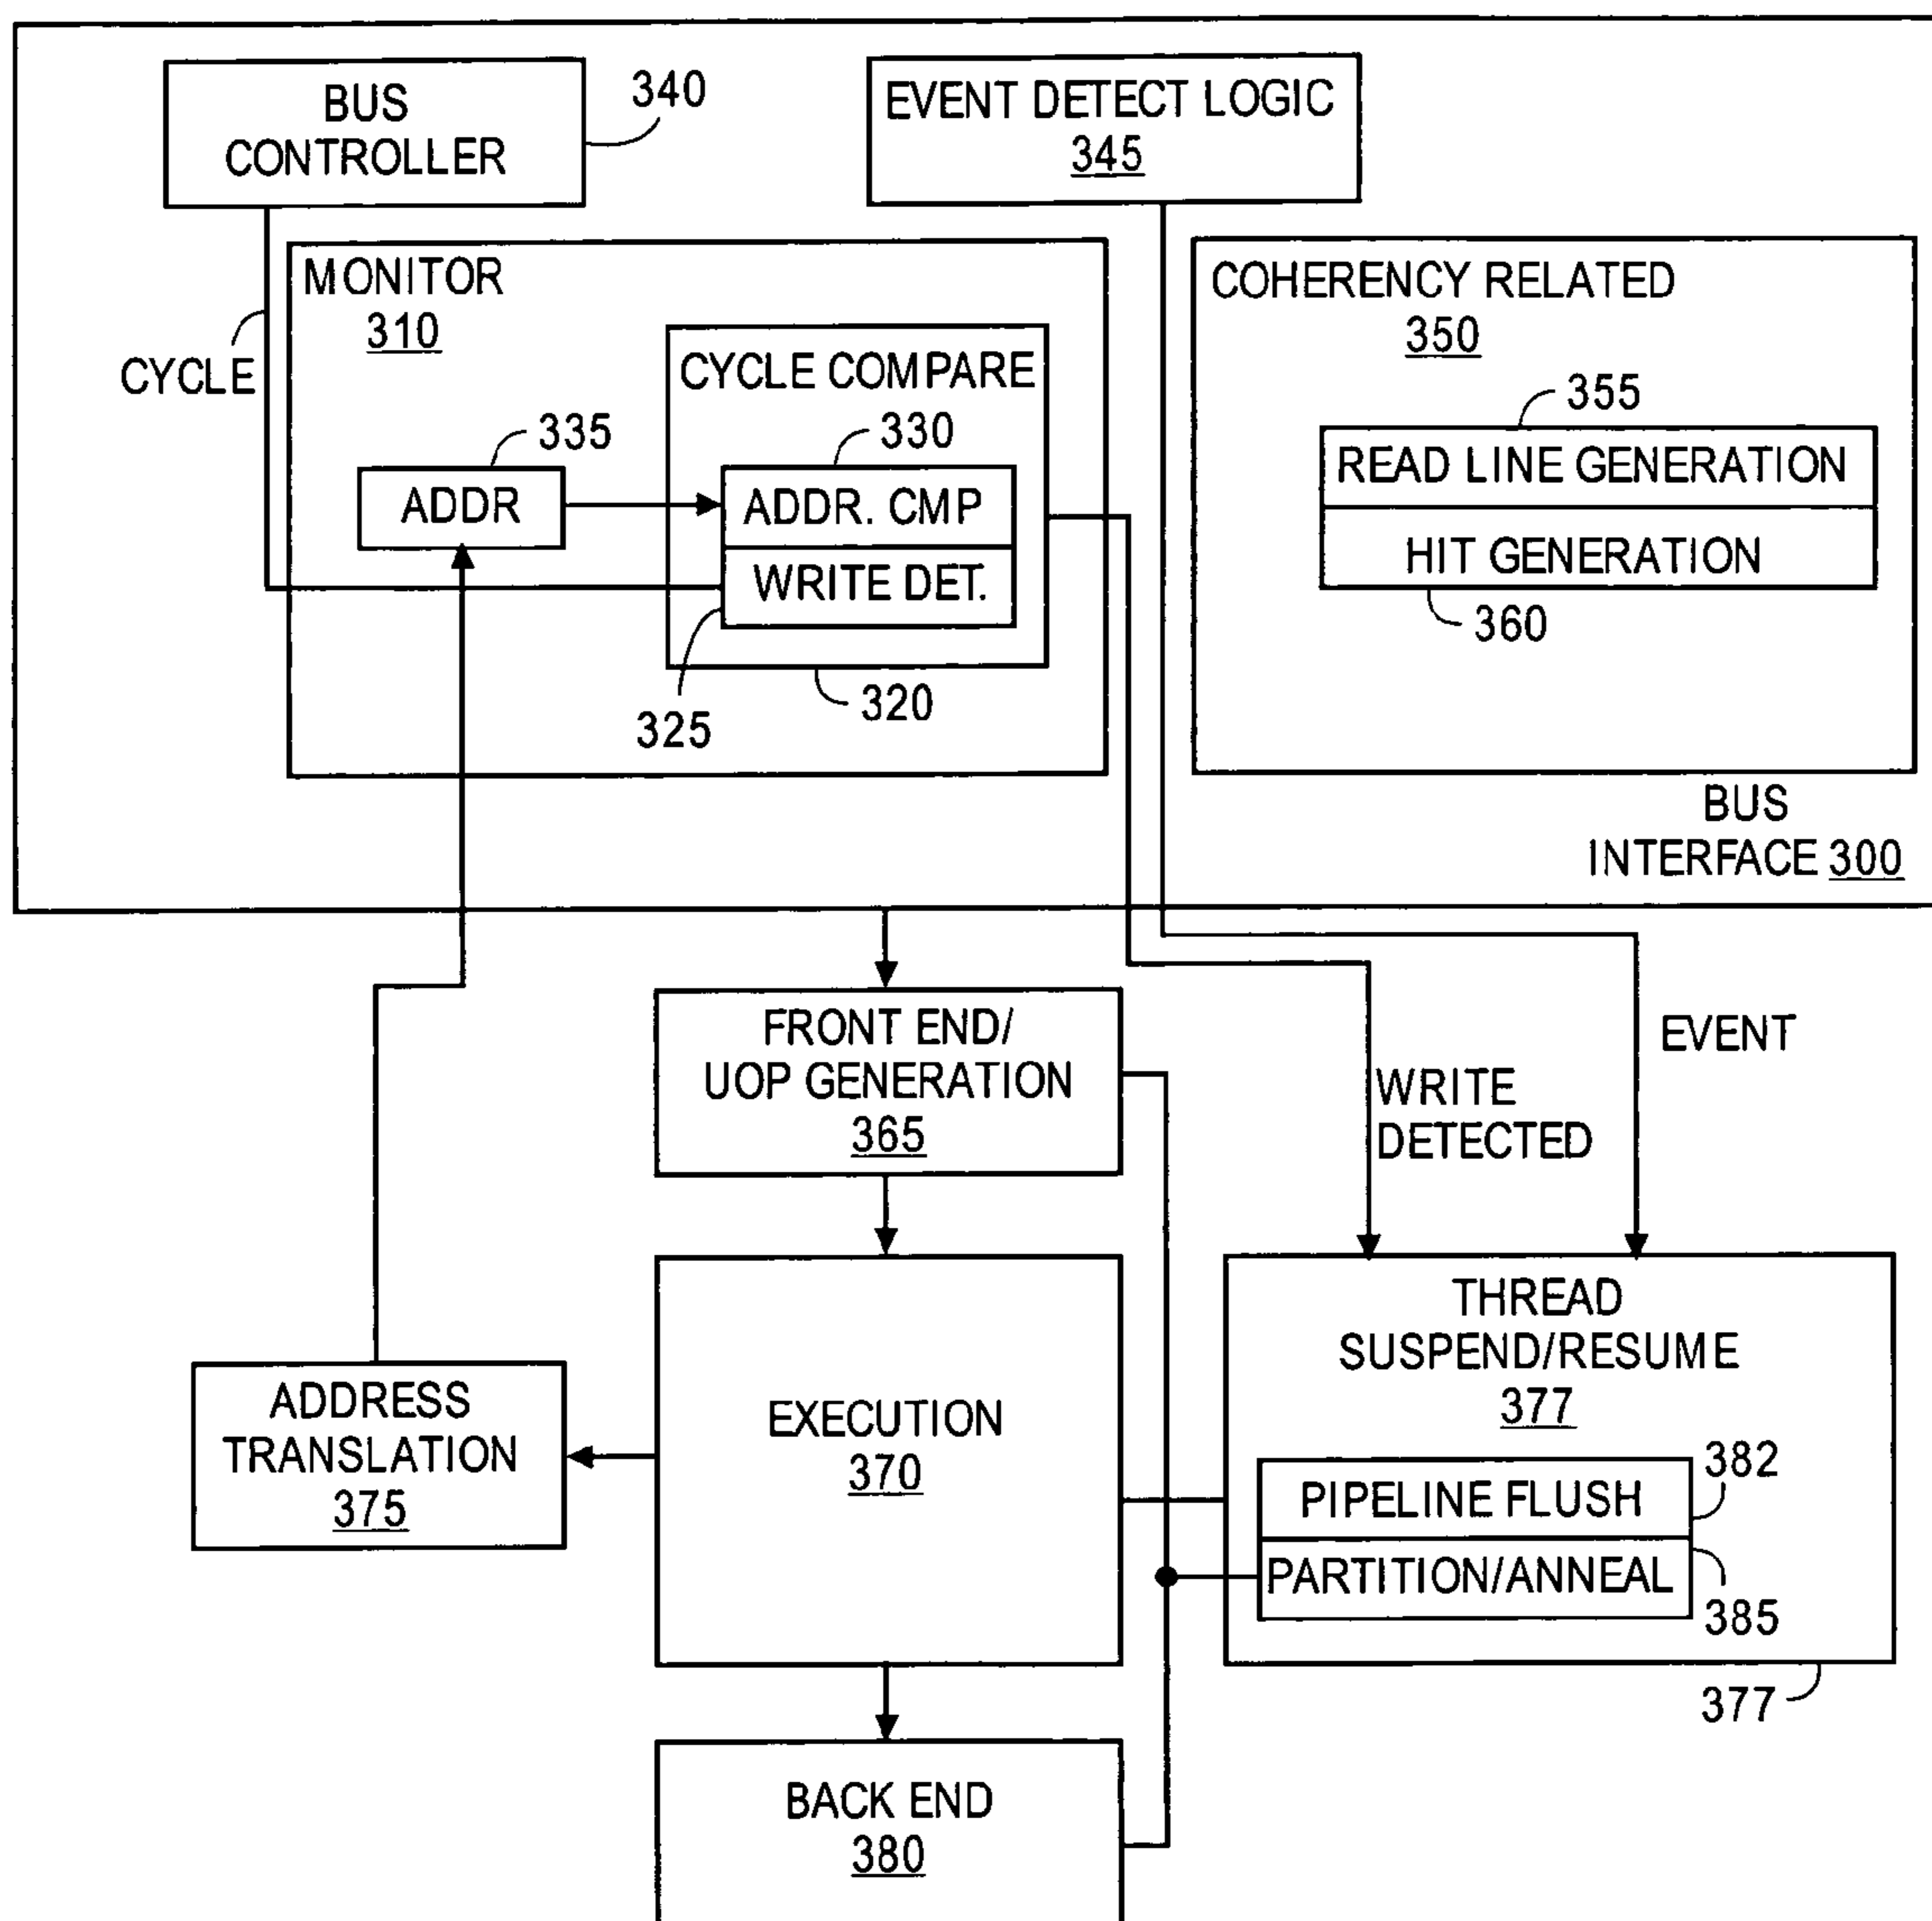 BUS
CONTROLLER
340
EVENT DETECT LOGIC
345
MONITOR
310
CYCLE
CYCLE COMPARE
335
330
ADDR
ADDR. CMP
WRITE DET.
325
320
COHERENCY RELATED
350
355
READ LINE GENERATION
HIT GENERATION
360
BUS
INTERFACE 300
FRONT END/
UOP GENERATION
365
EVENT
WRITE
DETECTED
ADDRESS
TRANSLATION
375
EXECUTION
370
THREAD
SUSPEND/RESUME
377
382
PIPELINE FLUSH
PARTITION/ANNEAL
385
377
BACK END
380